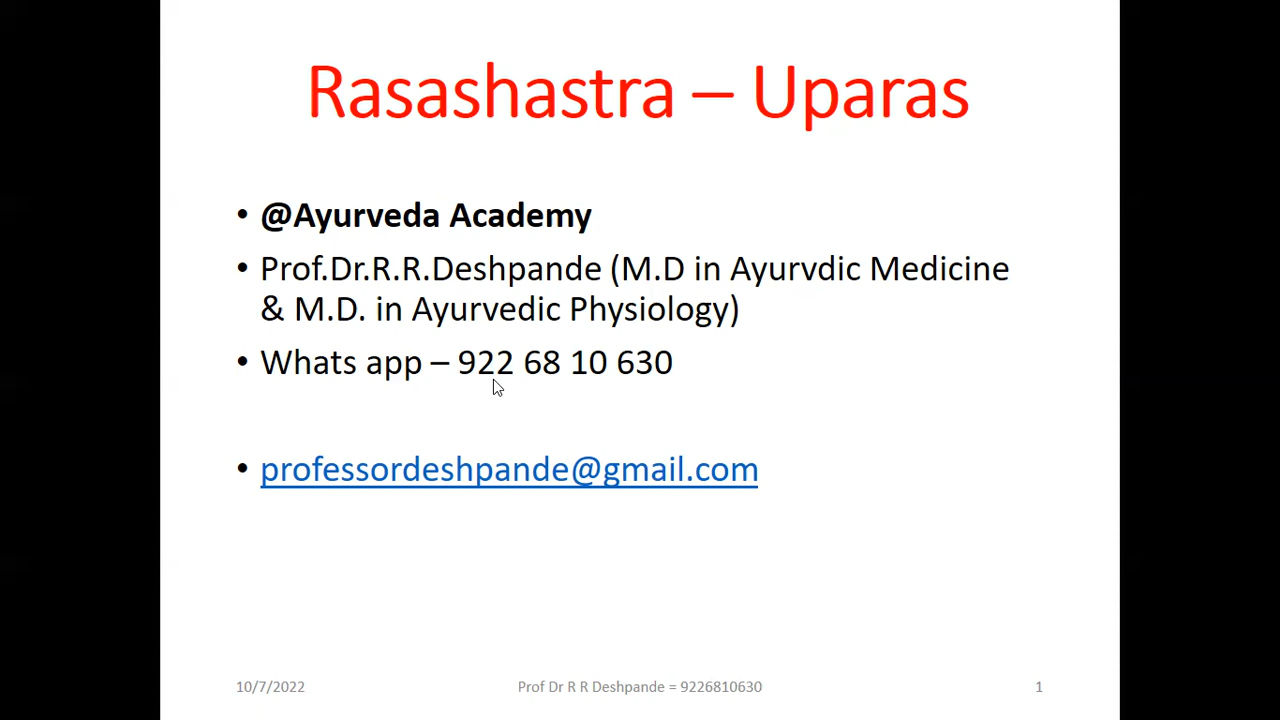 Rasashastra – Uparas
• @Ayurveda Academy
• Prof.Dr.R.R.Deshpande (M.D in Ayurvdic Medicine
& M.D. in Ayurvedic Physiology)
• Whats app – 922 68 10 630
• professordeshpande@gmail.com
10/7/2022
Prof Dr R R Deshpande = 9226810630
1